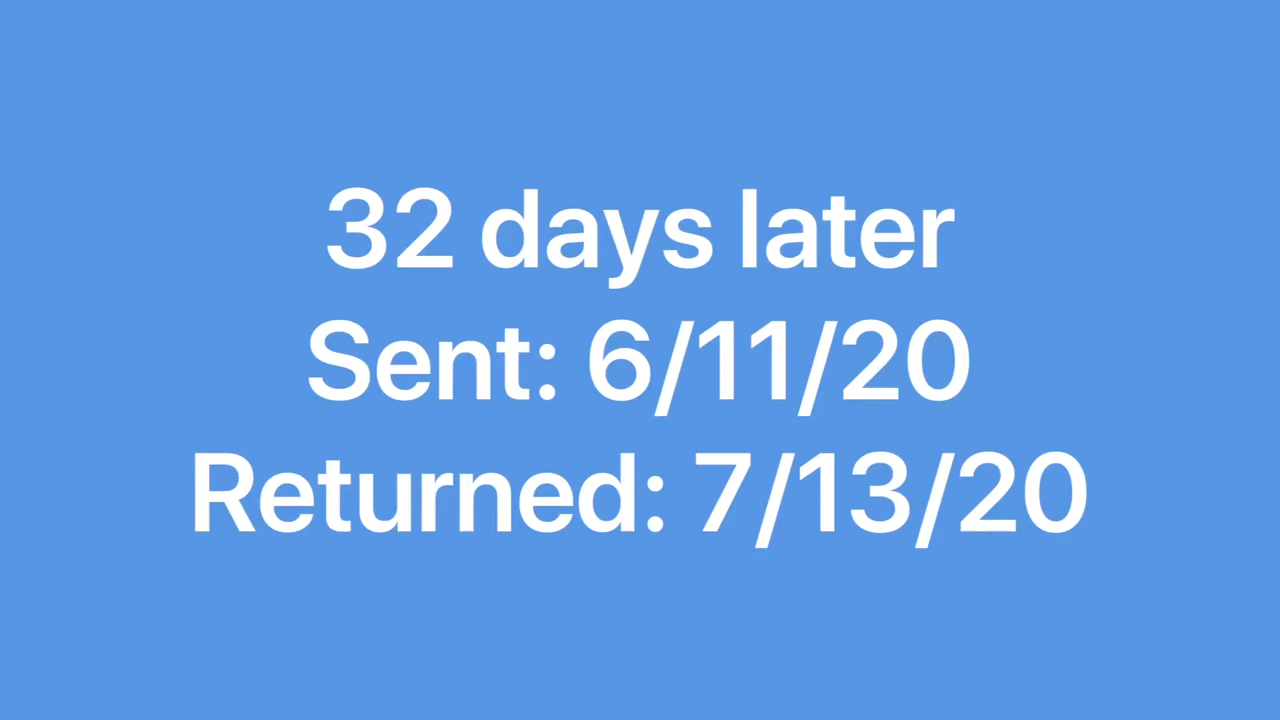 32 days later
Sent: 6/11/20
Returned: 7/13/20